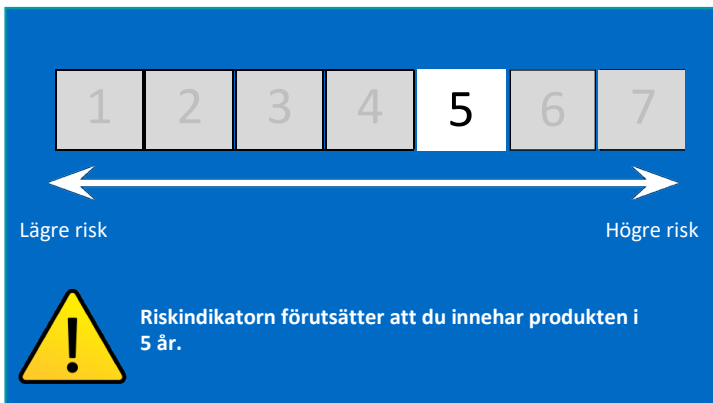 1 2 3 4 5 6 7
Lägre risk Högre risk
Riskindikatorn förutsätter att du innehar produkten i
5 år.